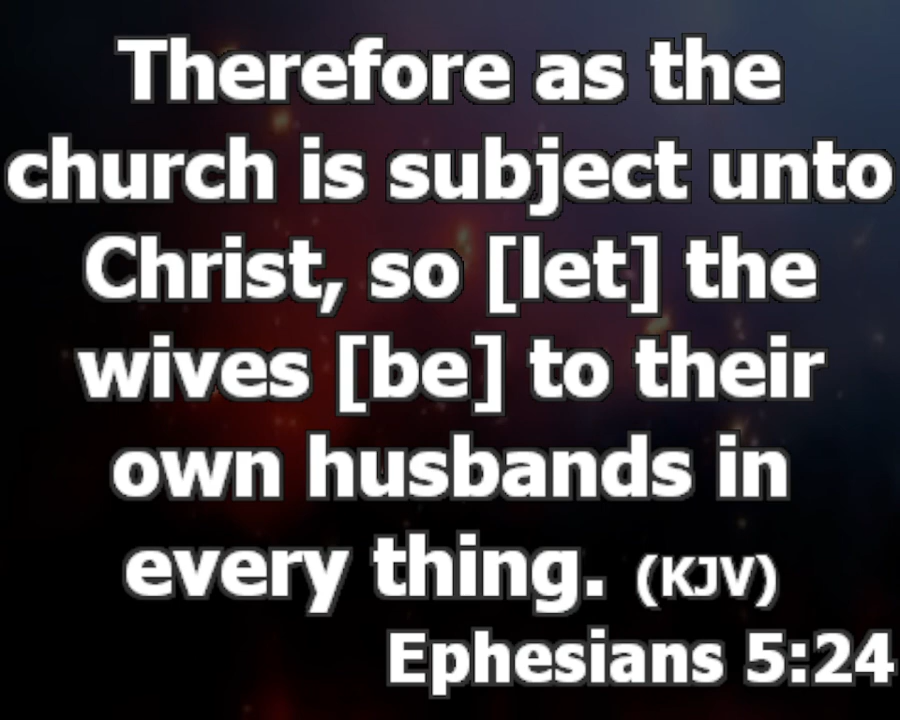 Therefore as the
church is subject unto
Christ, so [let] the
wives [be] to their
own husbands in
every thing. (KJV)
Ephesians 5:24